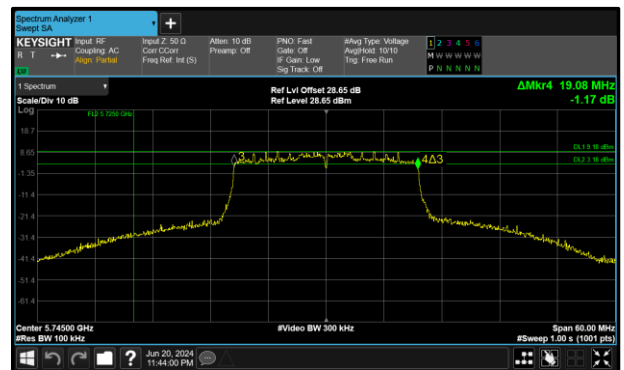 Spectrum Analyzer 1
Swept SA
+
KEYSIGHT Input: RF Input Z: 50 Ω Atten: 10 dB PNO: Fast #Avg Type: Voltage 1 2 3 4 5 6
R T Coupling: AC Corr CCorr Preamp: Off Gate: Off Avg|Hold: 10/10 M W W W W W
Align: Partial Freq Ref: Int (S) IF Gain: Low Trig: Free Run P N N N N N
Sig Track: Off
LW
1 Spectrum Ref Lvl Offset 28.65 dB ΔMkr4 19.08 MHz
Scale/Div 10 dB Ref Level 28.65 dBm -1.17 dB
Log
FL2 5.7250 GHz
18.7
DL1 9.18 dBm
8.65
3 4Δ3 DL2 3.18 dBm
-1.35
-11.4
-21.4
-31.4
-41.4
-51.4
-61.4
Center 5.74500 GHz #Video BW 300 kHz Span 60.00 MHz
#Res BW 100 kHz #Sweep 1.00 s (1001 pts)
? Jun 20, 2024
11:44:00 PM